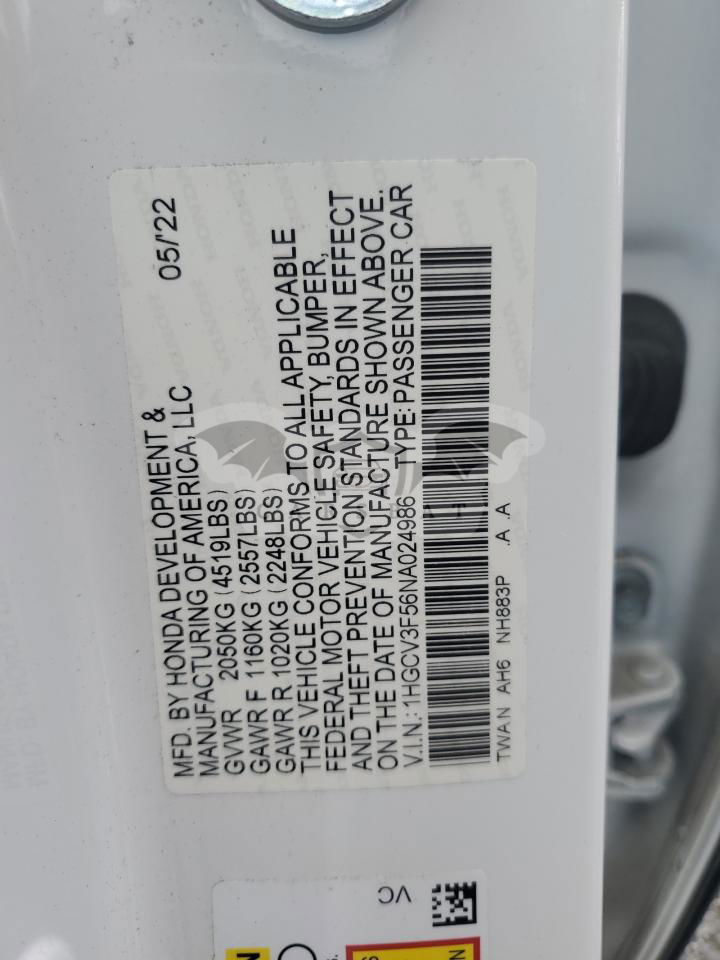 MFD. BY HONDA DEVELOPMENT & 05/'22
MANUFACTURING OF AMERICA, LLC
GVWR 2050KG (4519LBS)
GAWR F 1160KG (2557LBS)
GAWR R 1020KG (2248LBS)
THIS VEHICLE CONFORMS TO ALL APPLICABLE
FEDERAL MOTOR VEHICLE SAFETY, BUMPER,
AND THEFT PREVENTION STANDARDS IN EFFECT
ON THE DATE OF MANUFACTURE SHOWN ABOVE.
V.I.N.: 1HGCV3F56NA024986 TYPE: PASSENGER CAR
TWAN AH6 NH883P .A .A
VC